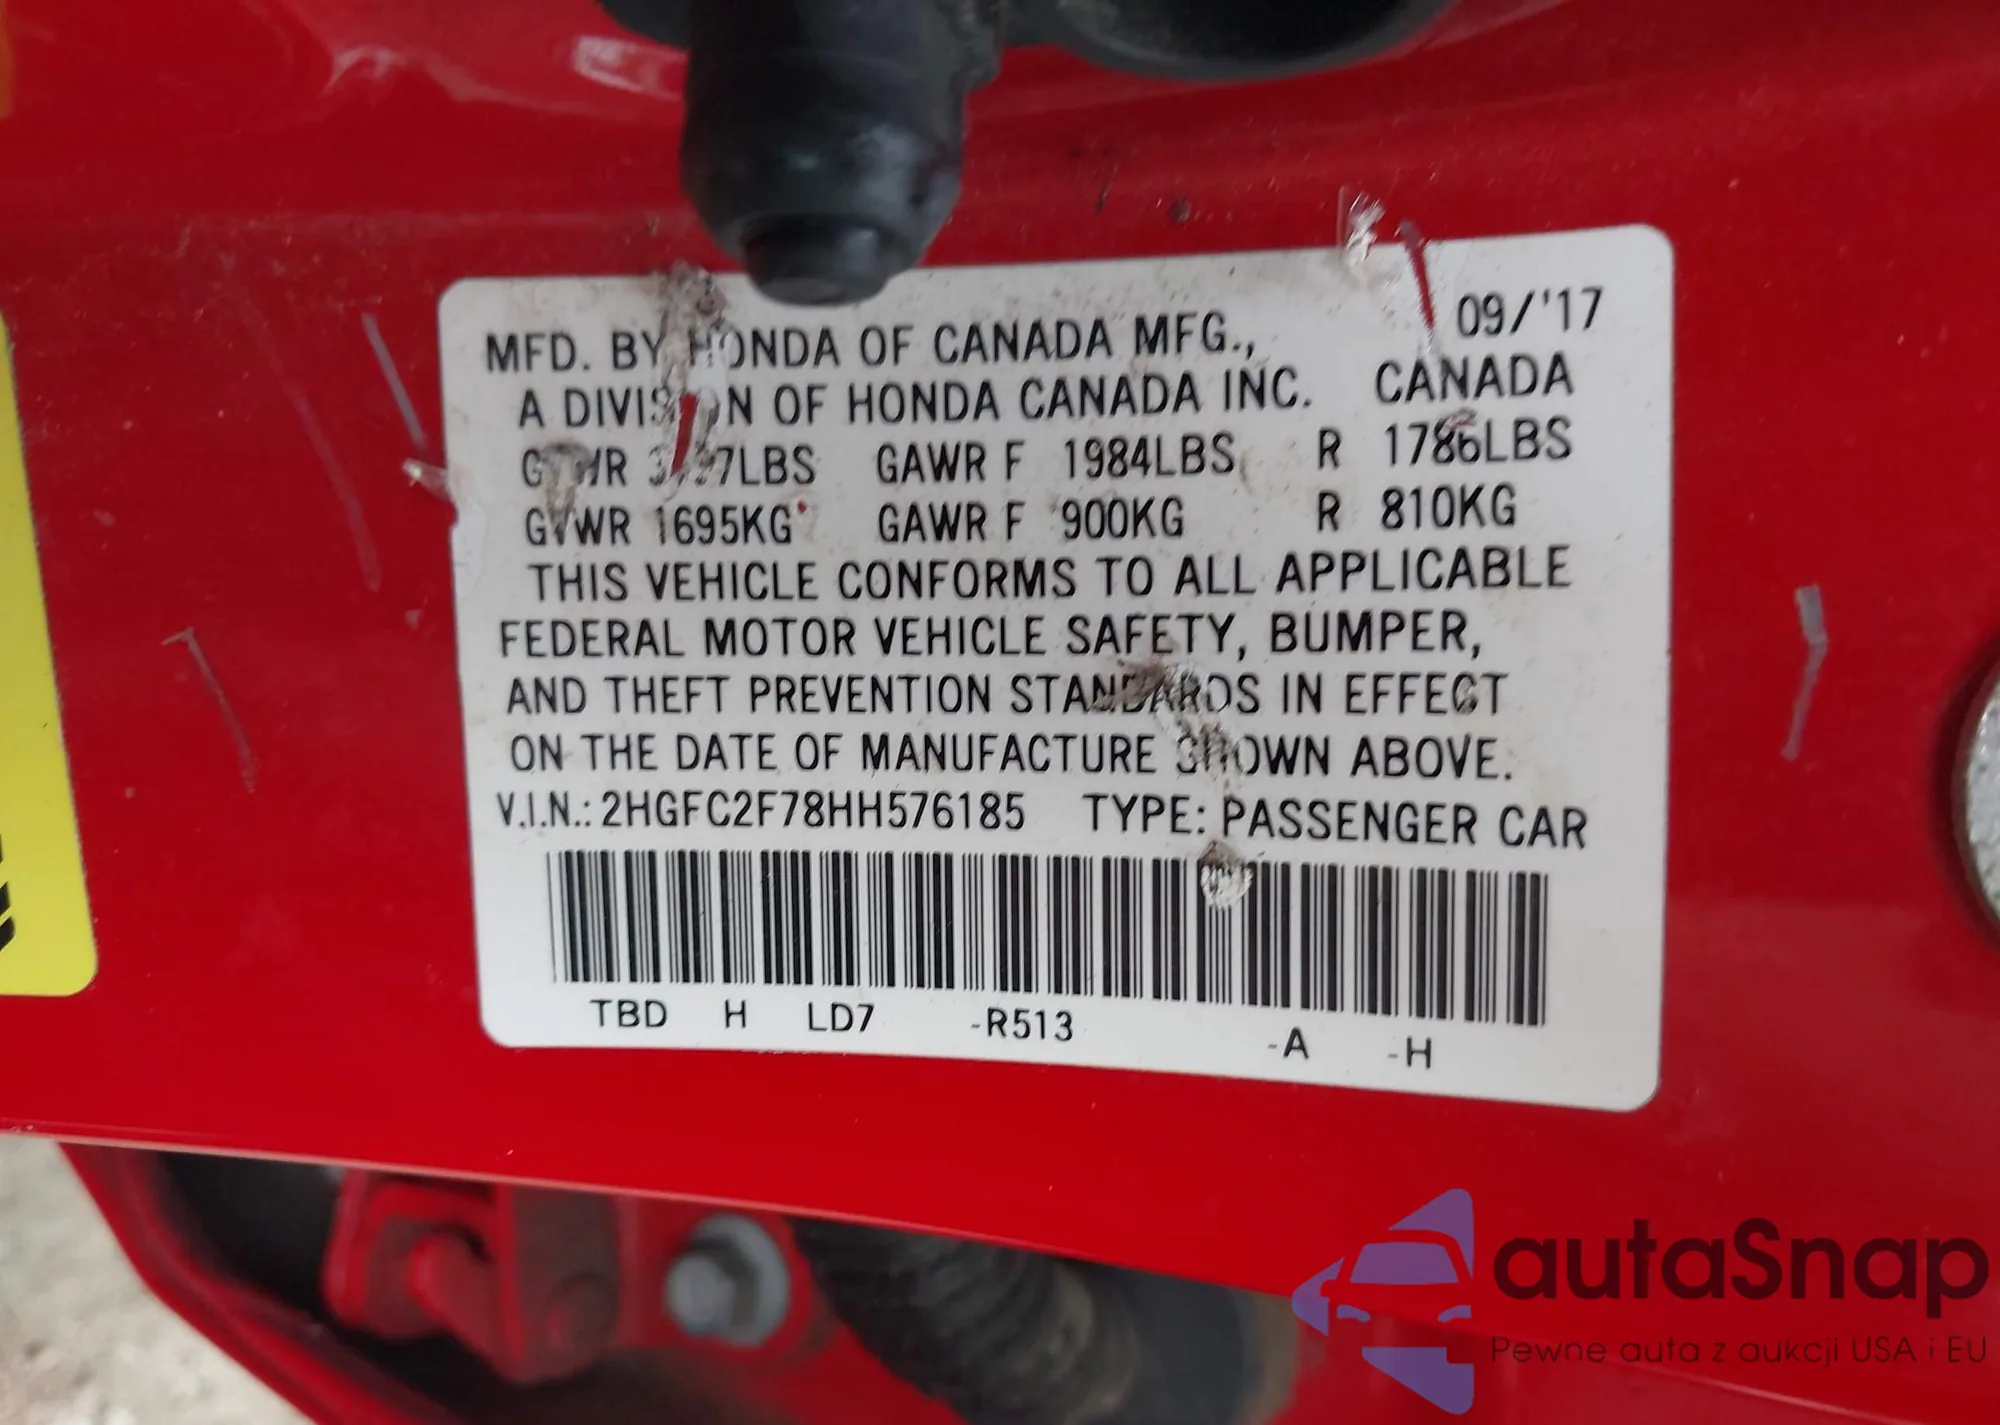 MFD. BY HONDA OF CANADA MFG., 09/'17
A DIVISION OF HONDA CANADA INC. CANADA
GVWR LBS GAWR F 1984LBS R 1786LBS
GVWR 1695KG GAWR F 900KG R 810KG
THIS VEHICLE CONFORMS TO ALL APPLICABLE
FEDERAL MOTOR VEHICLE SAFETY, BUMPER,
AND THEFT PREVENTION STANDARDS IN EFFECT
ON THE DATE OF MANUFACTURE SHOWN ABOVE.
V.I.N.: 2HGFC2F78HH576185 TYPE: PASSENGER CAR
TBD H LD7 -R513 -A -H
autaSnap
Pewne auta z aukcji USA i EU